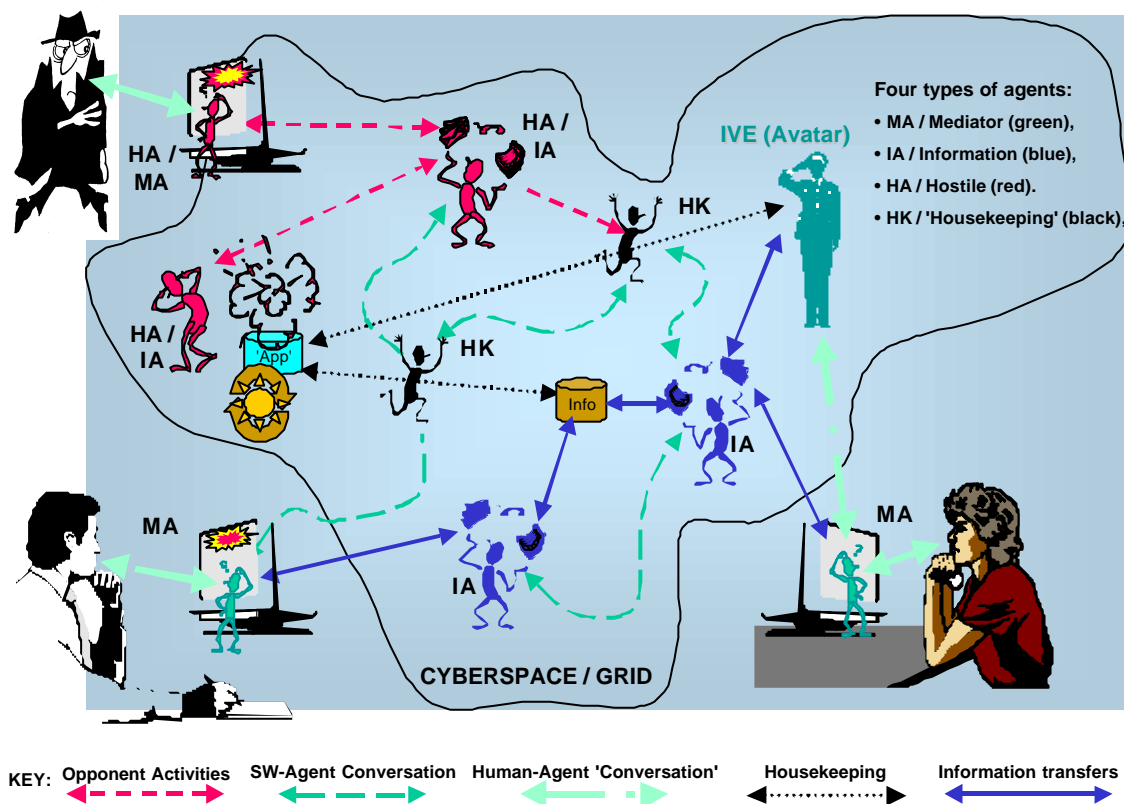 Four types of agents:
• MA / Mediator (green),
• IA / Information (blue),
• HA / Hostile (red).
• HK / 'Housekeeping' (black),
IVE (Avatar)
HA /
MA
HA /
IA
HK
HA /
IA
'App'
HK
Info
IA
MA
IA
MA
?
?
CYBERSPACE / GRID
KEY:
Opponent Activities
SW-Agent Conversation
Human-Agent 'Conversation'
Housekeeping
Information transfers